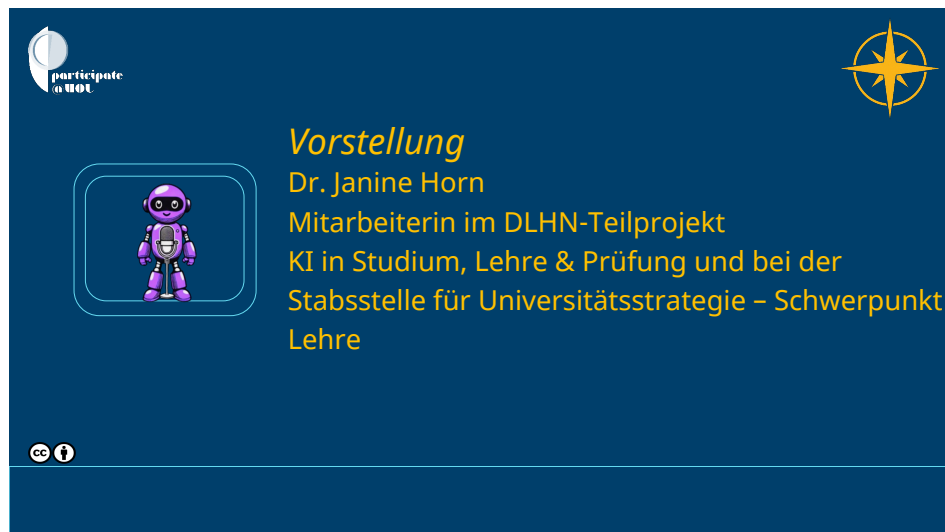 participate
@ UOL
Vorstellung
Dr. Janine Horn
Mitarbeiterin im DLHN-Teilprojekt
KI in Studium, Lehre & Prüfung und bei der
Stabsstelle für Universitätsstrategie – Schwerpunkt
Lehre
cc